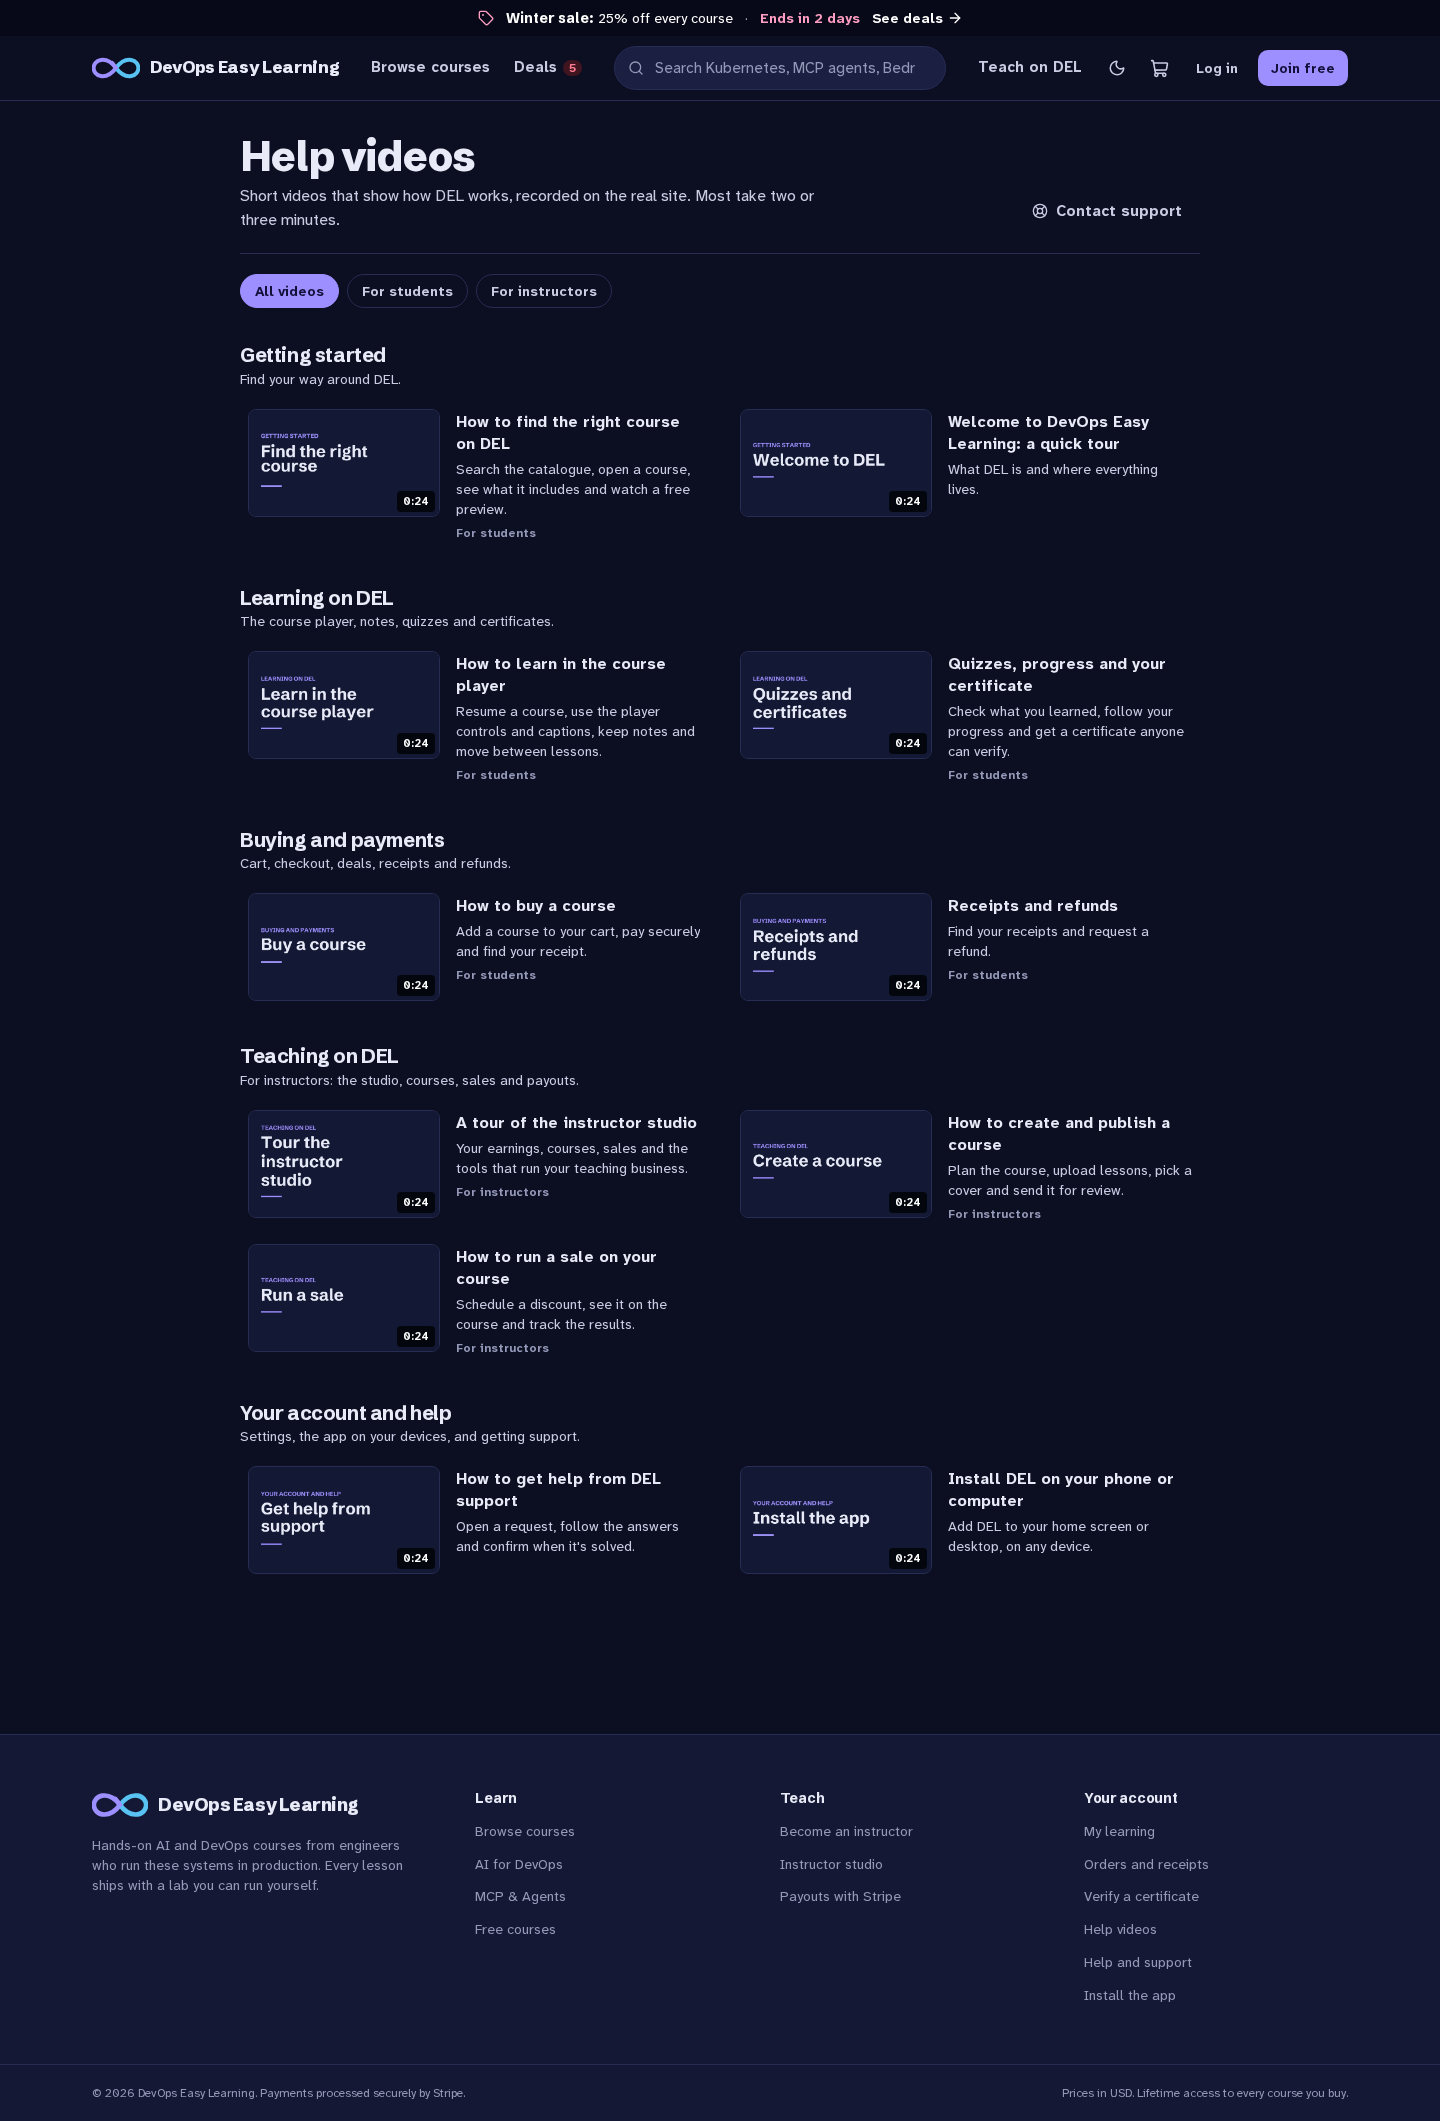 Winter sale: 25% off every course · Ends in 2 days See deals →
DevOps Easy Learning
Browse courses
Deals 5
Search Kubernetes, MCP agents, Bedr
Teach on DEL
Log in
Join free
Help videos
Short videos that show how DEL works, recorded on the real site. Most take two or
three minutes.
Contact support
All videos
For students
For instructors
Getting started
Find your way around DEL.
GETTING STARTED
Find the right
course
0:24
How to find the right course
on DEL
Search the catalogue, open a course,
see what it includes and watch a free
preview.
For students
GETTING STARTED
Welcome to DEL
0:24
Welcome to DevOps Easy
Learning: a quick tour
What DEL is and where everything
lives.
Learning on DEL
The course player, notes, quizzes and certificates.
LEARNING ON DEL
Learn in the
course player
0:24
How to learn in the course
player
Resume a course, use the player
controls and captions, keep notes and
move between lessons.
For students
LEARNING ON DEL
Quizzes and
certificates
0:24
Quizzes, progress and your
certificate
Check what you learned, follow your
progress and get a certificate anyone
can verify.
For students
Buying and payments
Cart, checkout, deals, receipts and refunds.
BUYING AND PAYMENTS
Buy a course
0:24
How to buy a course
Add a course to your cart, pay securely
and find your receipt.
For students
BUYING AND PAYMENTS
Receipts and
refunds
0:24
Receipts and refunds
Find your receipts and request a
refund.
For students
Teaching on DEL
For instructors: the studio, courses, sales and payouts.
TEACHING ON DEL
Tour the
instructor
studio
0:24
A tour of the instructor studio
Your earnings, courses, sales and the
tools that run your teaching business.
For instructors
TEACHING ON DEL
Create a course
0:24
How to create and publish a
course
Plan the course, upload lessons, pick a
cover and send it for review.
For instructors
TEACHING ON DEL
Run a sale
0:24
How to run a sale on your
course
Schedule a discount, see it on the
course and track the results.
For instructors
Your account and help
Settings, the app on your devices, and getting support.
YOUR ACCOUNT AND HELP
Get help from
support
0:24
How to get help from DEL
support
Open a request, follow the answers
and confirm when it's solved.
YOUR ACCOUNT AND HELP
Install the app
0:24
Install DEL on your phone or
computer
Add DEL to your home screen or
desktop, on any device.
DevOps Easy Learning
Hands-on AI and DevOps courses from engineers
who run these systems in production. Every lesson
ships with a lab you can run yourself.
Learn
Browse courses
AI for DevOps
MCP & Agents
Free courses
Teach
Become an instructor
Instructor studio
Payouts with Stripe
Your account
My learning
Orders and receipts
Verify a certificate
Help videos
Help and support
Install the app
© 2026 DevOps Easy Learning. Payments processed securely by Stripe.
Prices in USD. Lifetime access to every course you buy.